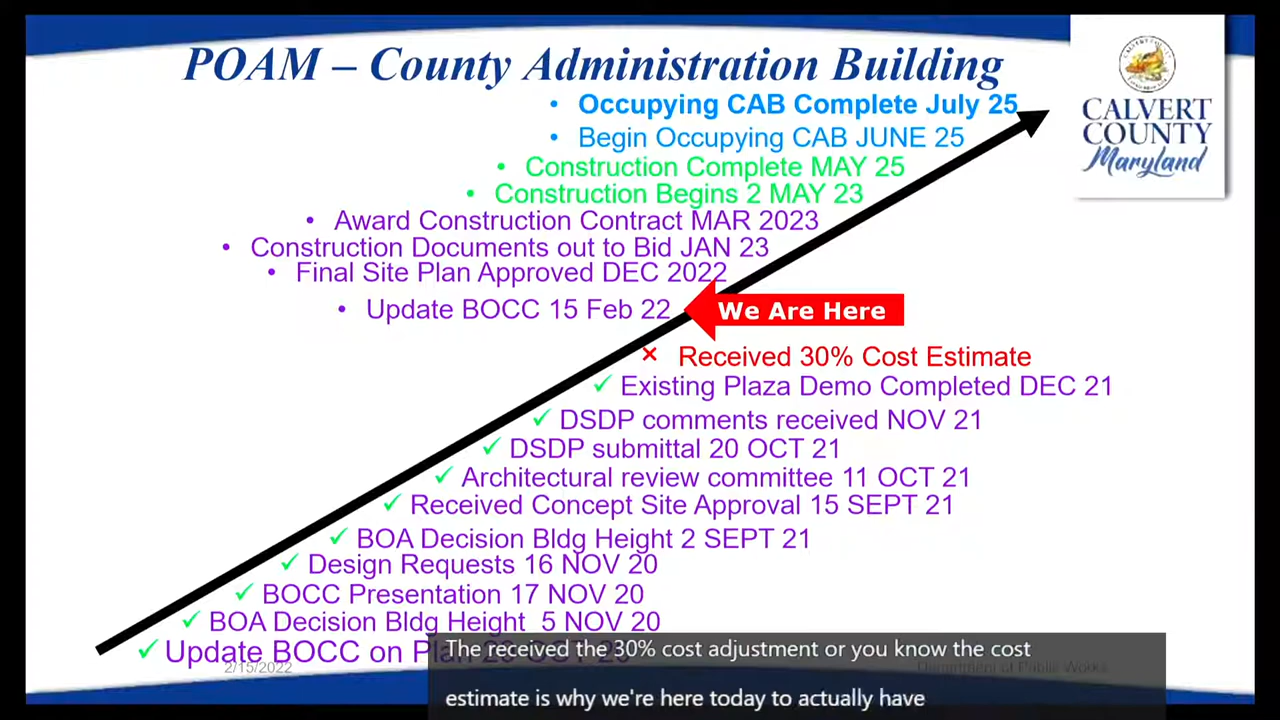 POAM – County Administration Building
• Occupying CAB Complete July 25
• Begin Occupying CAB JUNE 25
• Construction Complete MAY 25
• Construction Begins 2 MAY 23
• Award Construction Contract MAR 2023
• Construction Documents out to Bid JAN 23
• Final Site Plan Approved DEC 2022
• Update BOCC 15 Feb 22
We Are Here
× Received 30% Cost Estimate
✓ Existing Plaza Demo Completed DEC 21
✓ DSDP comments received NOV 21
✓ DSDP submittal 20 OCT 21
✓ Architectural review committee 11 OCT 21
✓ Received Concept Site Approval 15 SEPT 21
✓ BOA Decision Bldg Height 2 SEPT 21
✓ Design Requests 16 NOV 20
✓ BOCC Presentation 17 NOV 20
✓ BOA Decision Bldg Height 5 NOV 20
✓ Update BOCC on
2/15/2022
Department of Public Works
CALVERT
COUNTY
Maryland
The received the 30% cost adjustment or you know the cost
estimate is why we're here today to actually have